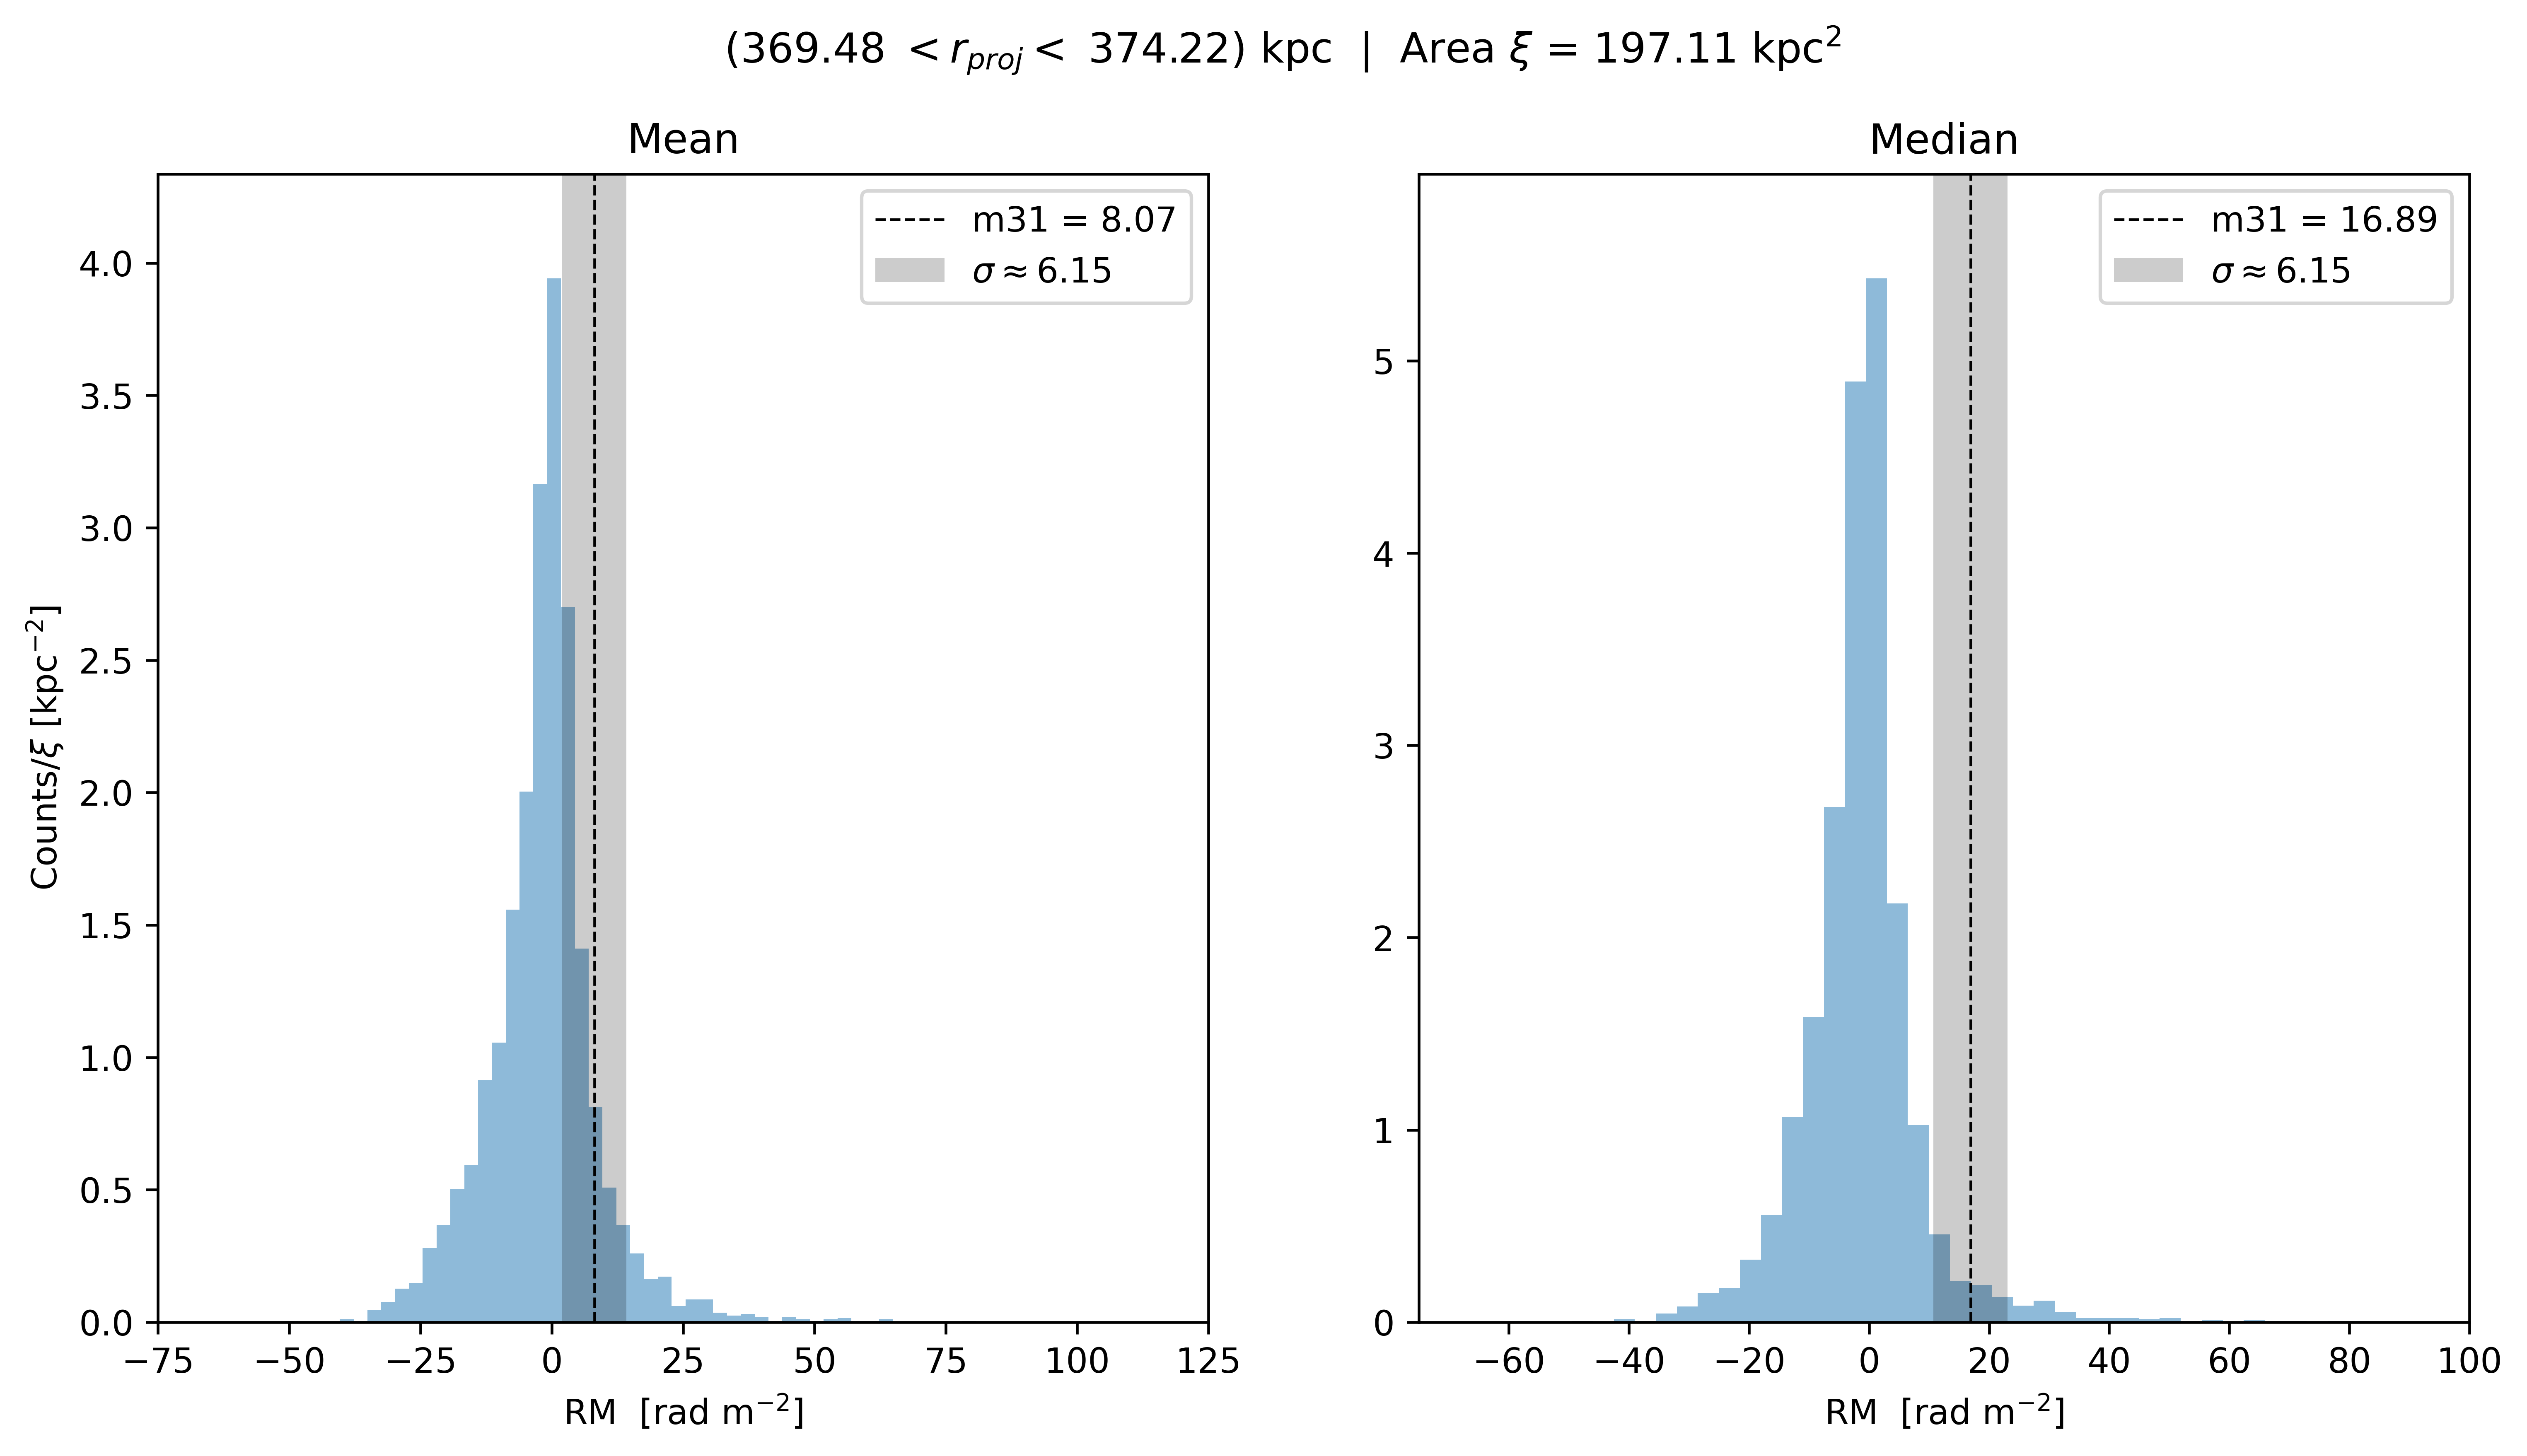 (369.48 < r_proj < 374.22) kpc | Area ξ = 197.11 kpc²
Mean
m31 = 8.07
σ ≈ 6.15
4.0
3.5
3.0
2.5
2.0
1.5
1.0
0.5
0.0
Counts/ξ [kpc⁻²]
−75 −50 −25 0 25 50 75 100 125
RM [rad m⁻²]
Median
m31 = 16.89
σ ≈ 6.15
5
4
3
2
1
0
−60 −40 −20 0 20 40 60 80 100
RM [rad m⁻²]